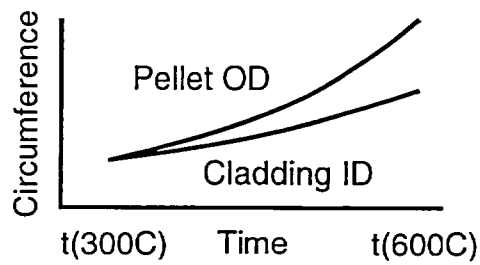 Circumference
Pellet OD
Cladding ID
t(300C) Time t(600C)